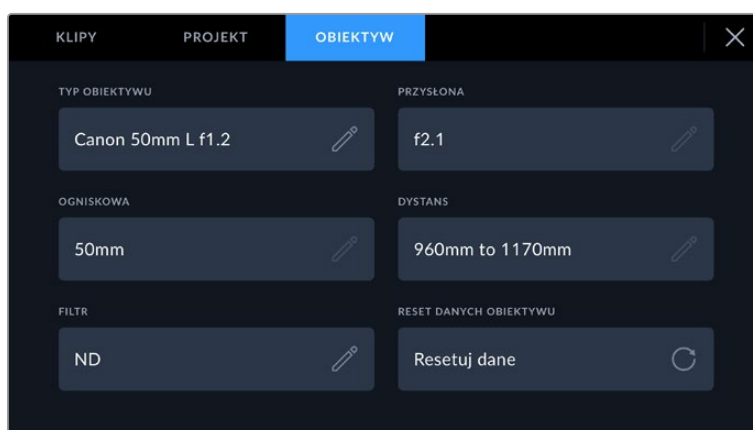 KLIPY PROJEKT OBIEKTYW
TYP OBIEKTYWU PRZYSŁONA
Canon 50mm L f1.2 f2.1
OGNISKOWA DYSTANS
50mm 960mm to 1170mm
FILTR RESET DANYCH OBIEKTYWU
ND Resetuj dane